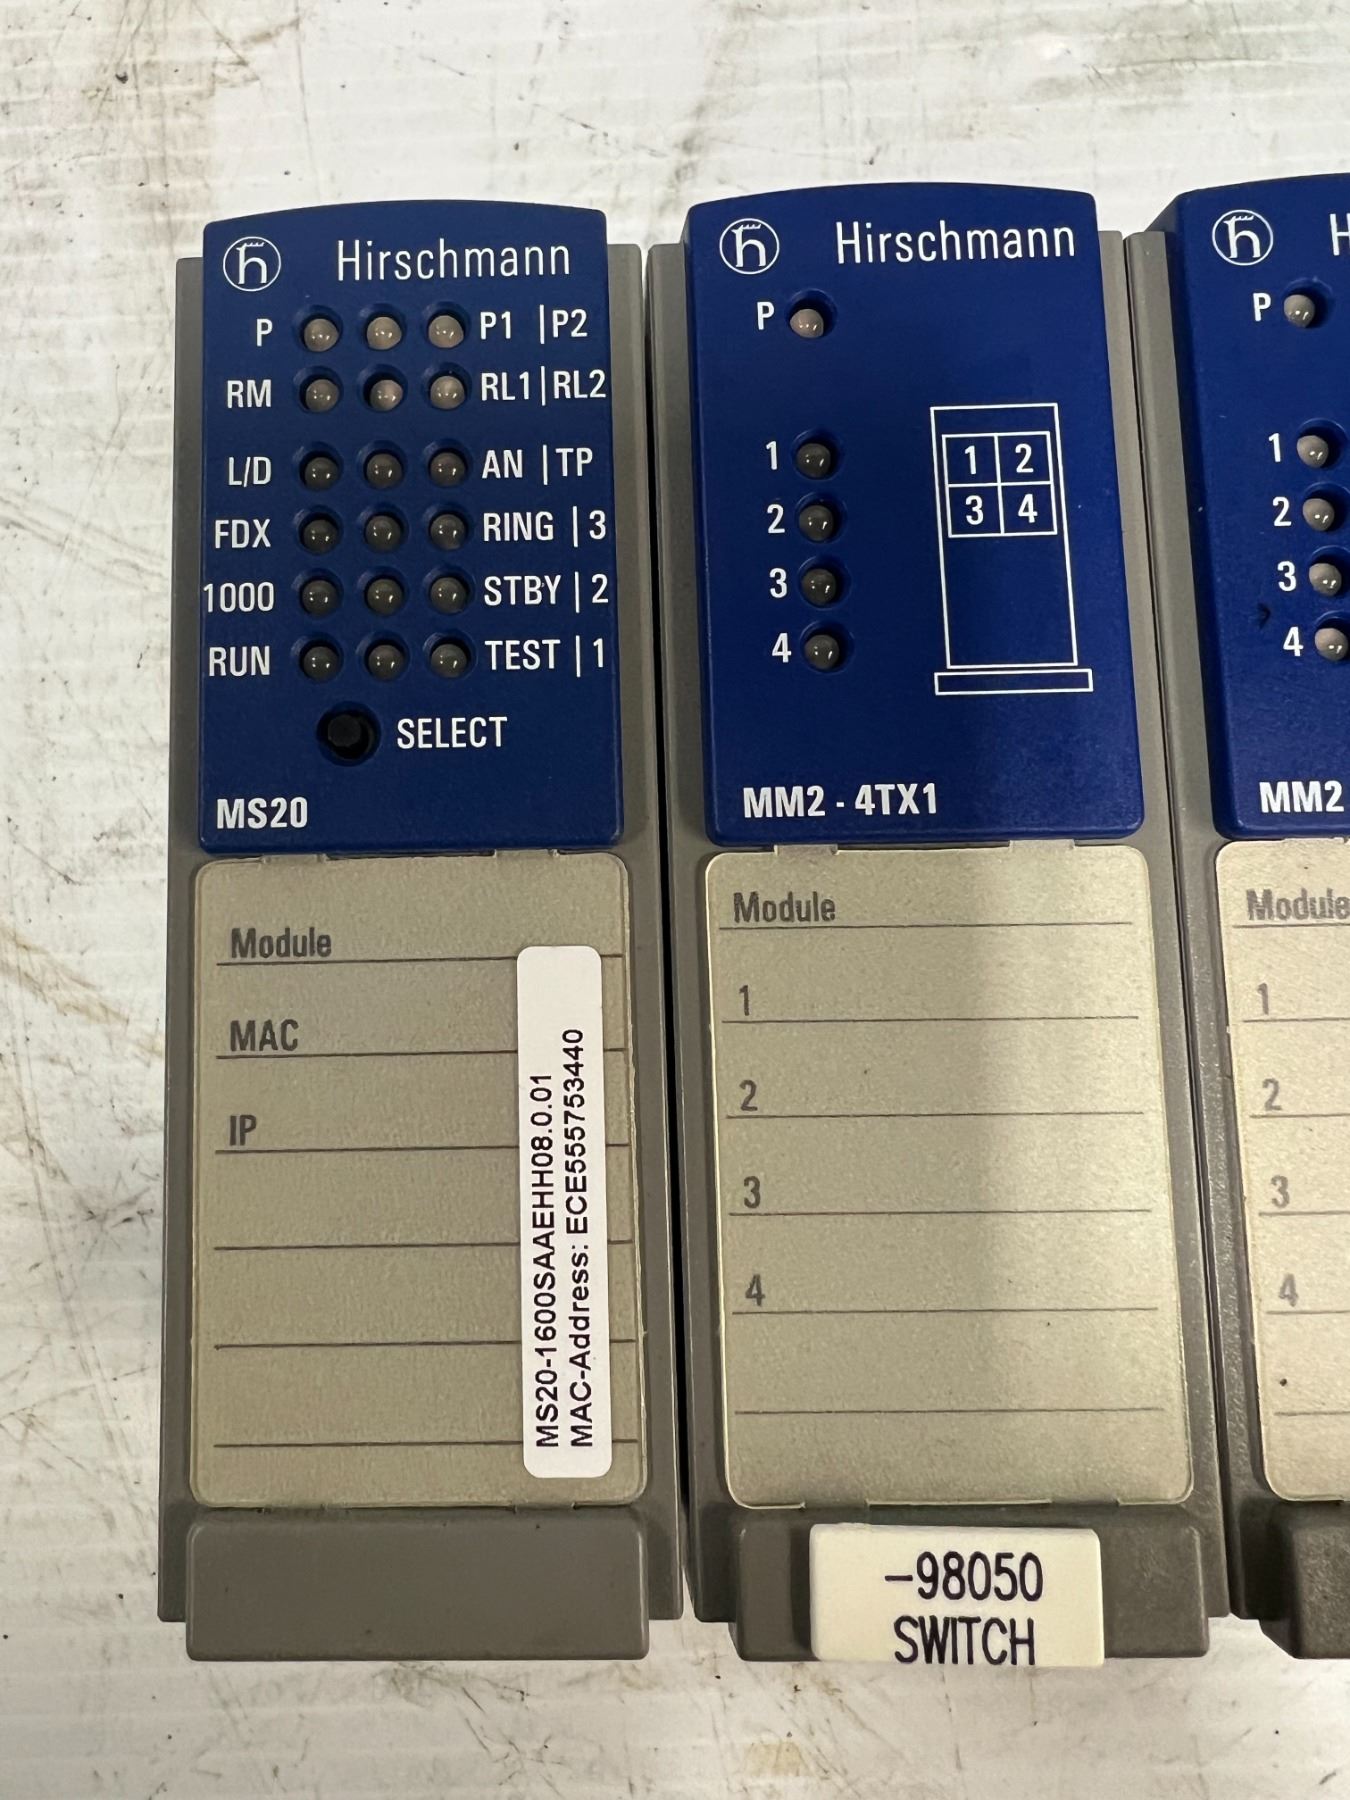 Hirschmann
P P1 | P2
RM RL1 | RL2
L/D AN | TP
FDX RING | 3
1000 STBY | 2
RUN TEST | 1
SELECT
MS20
Module
MAC
IP
MS20-1600SAAEHH08.0.01
MAC-Address: ECE555753440
Hirschmann
P
1
2
3
4
1 2
3 4
MM2 - 4TX1
Module
1
2
3
4
-98050
SWITCH
H
P
1
2
3
4
MM2
Module
1
2
3
4